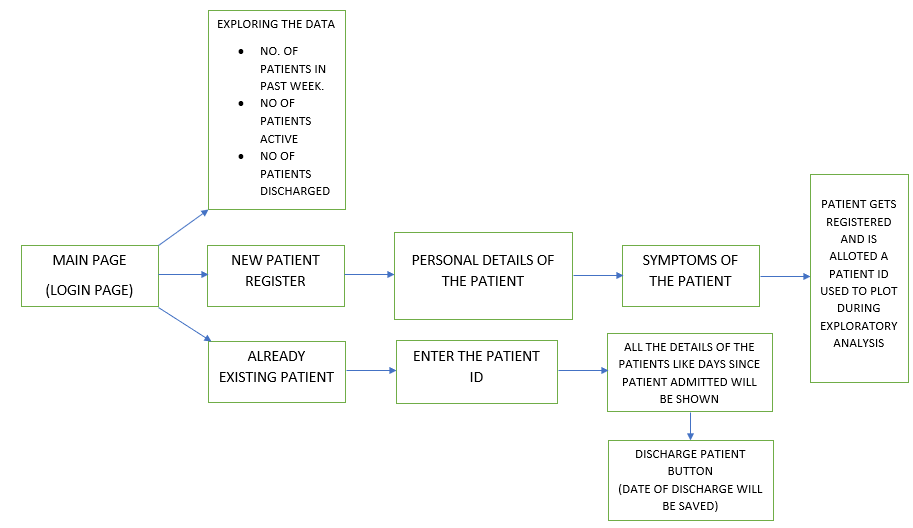 EXPLORING THE DATA
• NO. OF
PATIENTS IN
PAST WEEK.
• NO OF
PATIENTS
ACTIVE
• NO OF
PATIENTS
DISCHARGED
MAIN PAGE
(LOGIN PAGE)
NEW PATIENT
REGISTER
PERSONAL DETAILS OF
THE PATIENT
SYMPTOMS OF
THE PATIENT
PATIENT GETS
REGISTERED
AND IS
ALLOTED A
PATIENT ID
USED TO PLOT
DURING
EXPLORATORY
ANALYSIS
ALREADY
EXISTING PATIENT
ENTER THE PATIENT
ID
ALL THE DETAILS OF THE
PATIENTS LIKE DAYS SINCE
PATIENT ADMITTED WILL
BE SHOWN
DISCHARGE PATIENT
BUTTON
(DATE OF DISCHARGE WILL
BE SAVED)